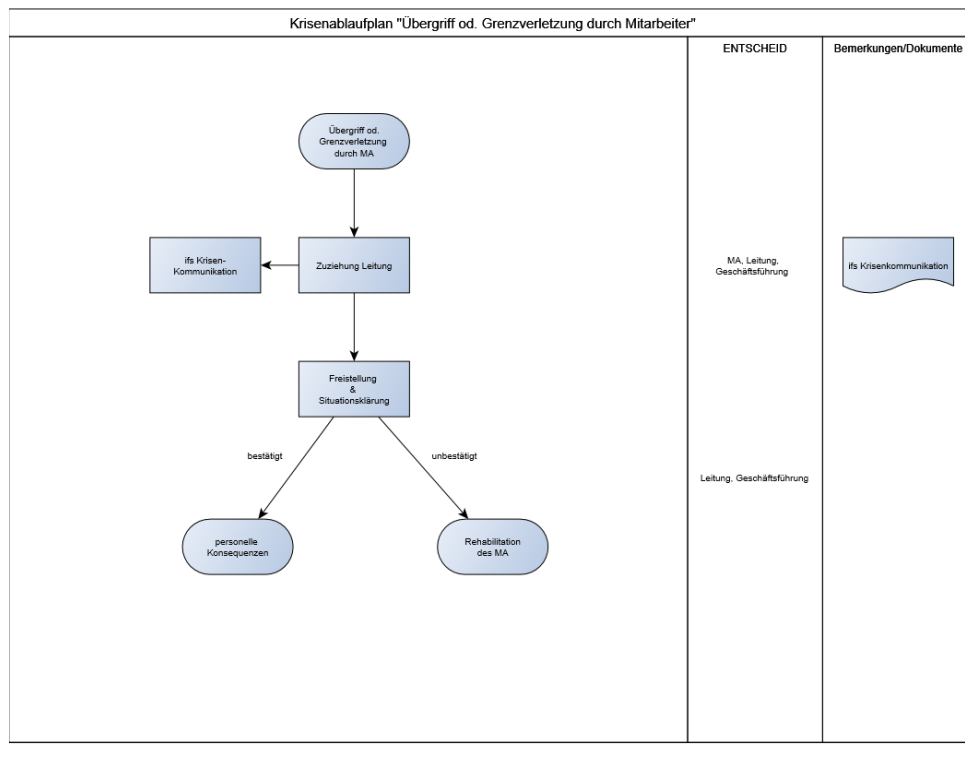 Krisenablaufplan "Übergriff od. Grenzverletzung durch Mitarbeiter"
ENTSCHEID
Bemerkungen/Dokumente
Übergriff od.
Grenzverletzung
durch MA
ifs Krisen-
Kommunikation
Zuziehung Leitung
MA, Leitung,
Geschäftsführung
ifs Krisenkommunikation
Freistellung
&
Situationsklärung
bestätigt
unbestätigt
Leitung, Geschäftsführung
personelle
Konsequenzen
Rehabilitation
des MA